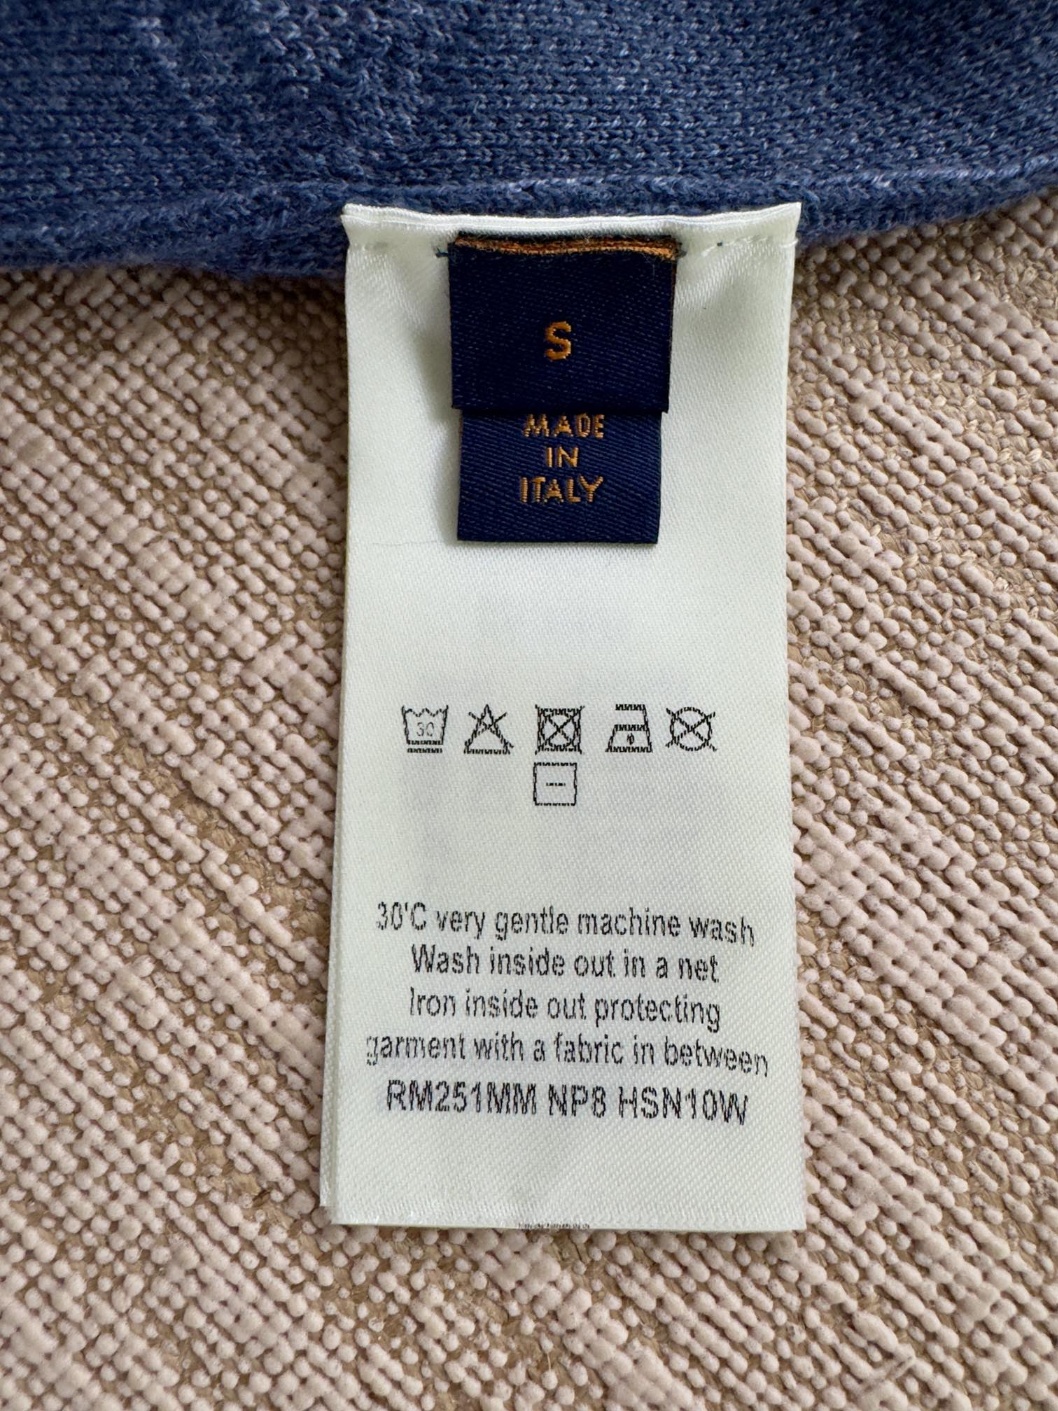 S
MADE
IN
ITALY
30
30'C very gentle machine wash
Wash inside out in a net
Iron inside out protecting
garment with a fabric in between
RM251MM NP8 HSN10W